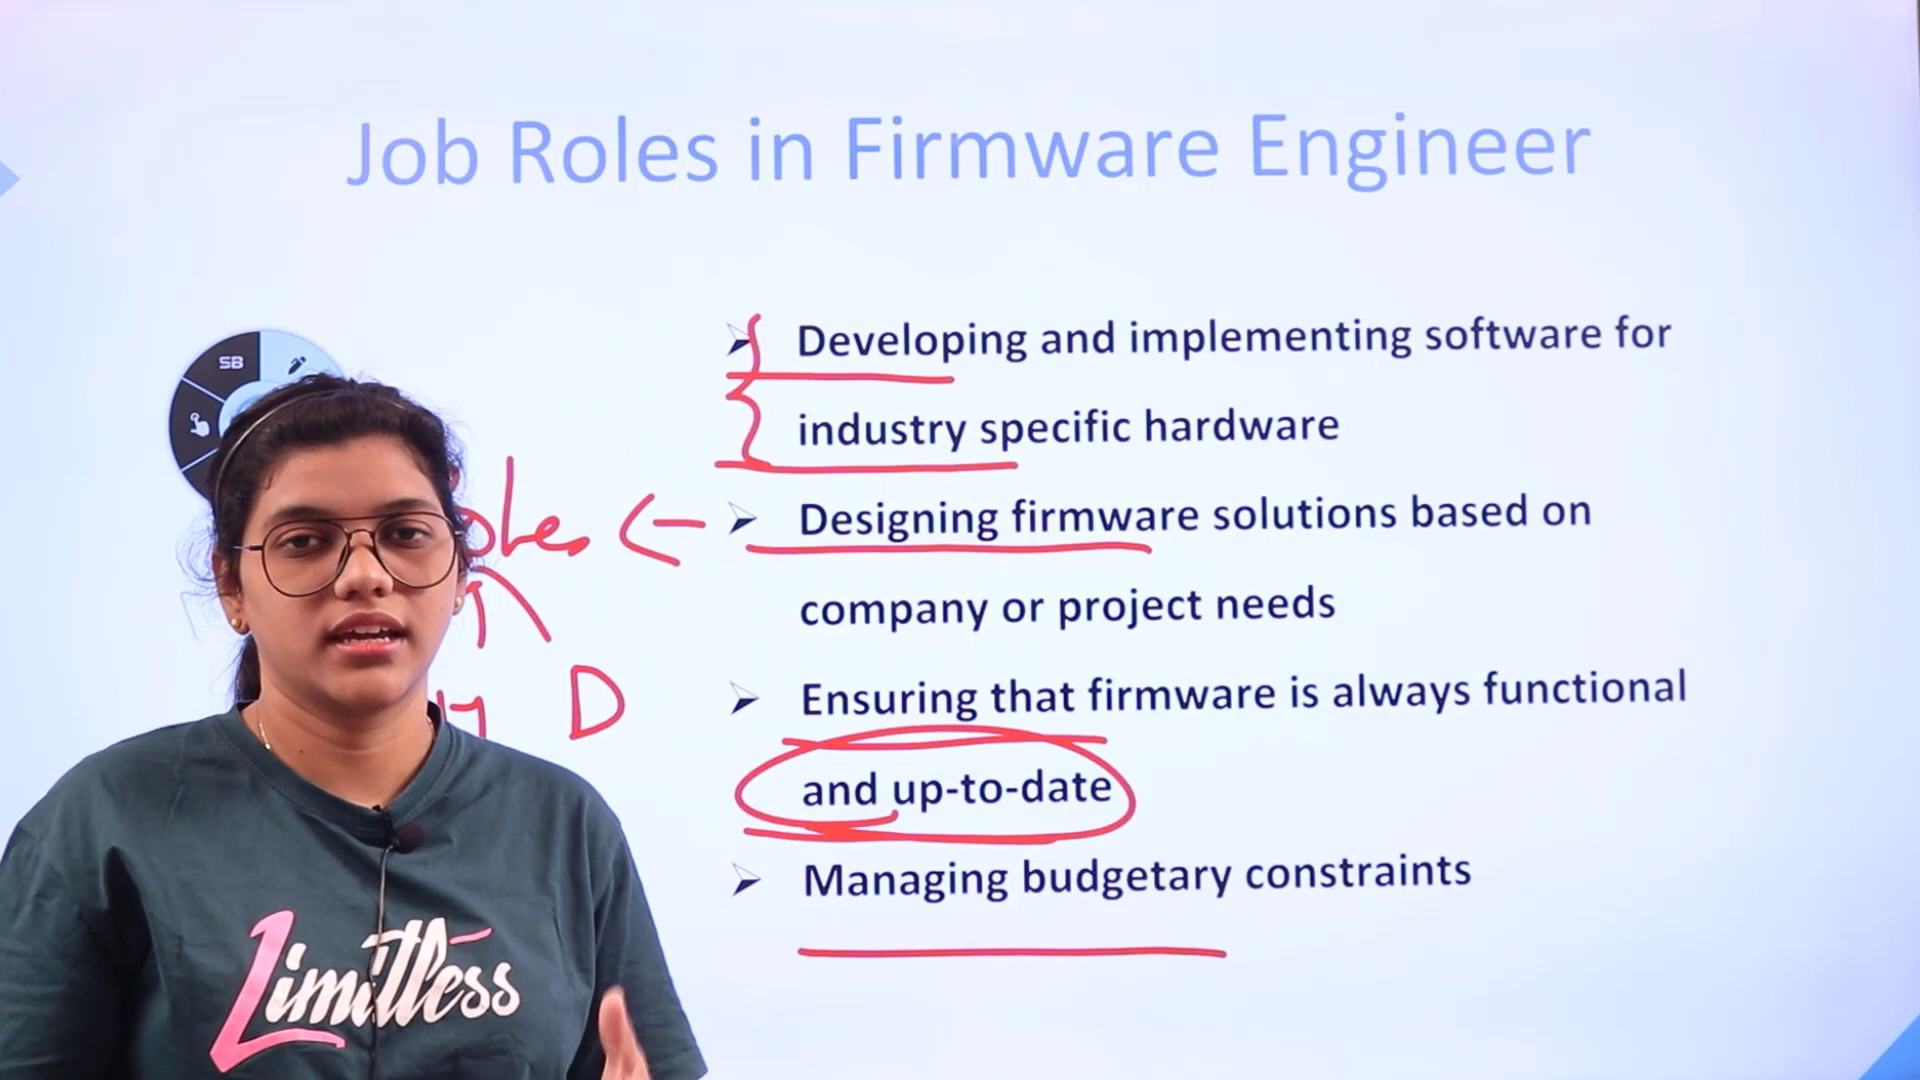 Job Roles in Firmware Engineer
SB
➢ Developing and implementing software for
industry specific hardware
➢ Designing firmware solutions based on
company or project needs
➢ Ensuring that firmware is always functional
and up-to-date
➢ Managing budgetary constraints
D
Limitless